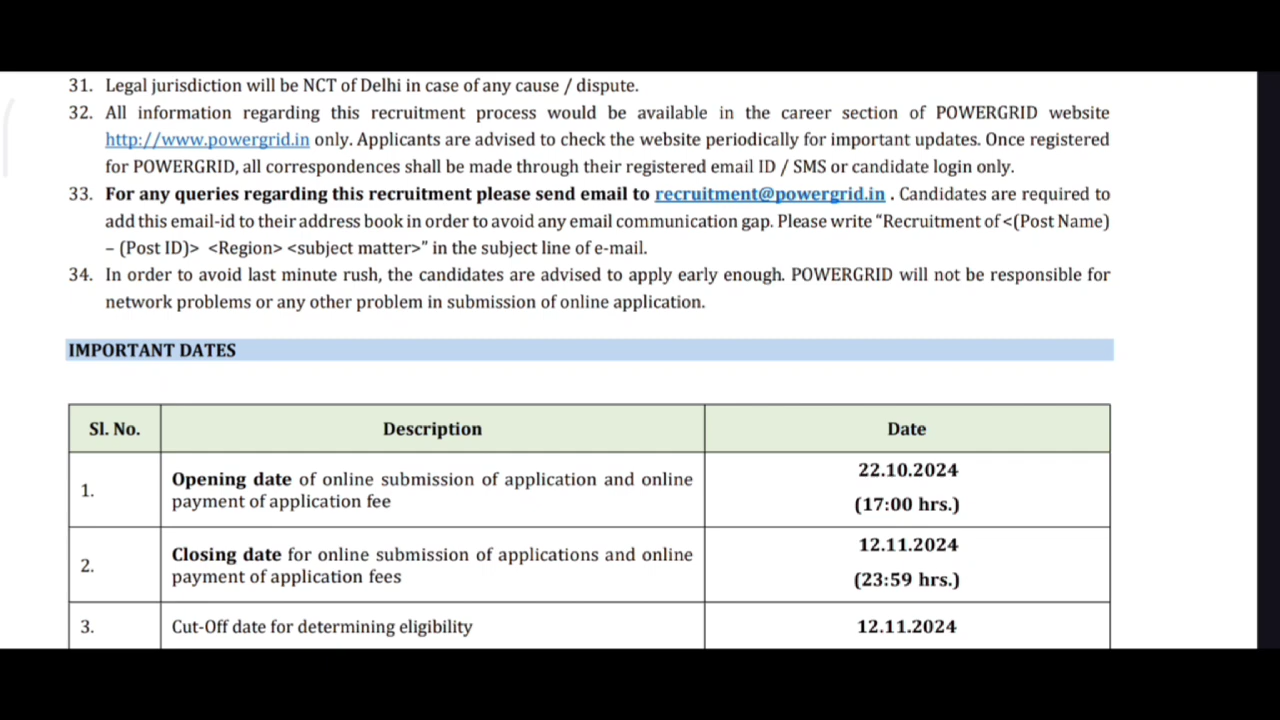 31. Legal jurisdiction will be NCT of Delhi in case of any cause / dispute.
32. All information regarding this recruitment process would be available in the career section of POWERGRID website
http://www.powergrid.in only. Applicants are advised to check the website periodically for important updates. Once registered
for POWERGRID, all correspondences shall be made through their registered email ID / SMS or candidate login only.
33. For any queries regarding this recruitment please send email to recruitment@powergrid.in . Candidates are required to
add this email-id to their address book in order to avoid any email communication gap. Please write “Recruitment of <(Post Name)
– (Post ID)> <Region> <subject matter>” in the subject line of e-mail.
34. In order to avoid last minute rush, the candidates are advised to apply early enough. POWERGRID will not be responsible for
network problems or any other problem in submission of online application.
IMPORTANT DATES
Sl. No. Description Date
1. Opening date of online submission of application and online
payment of application fee
22.10.2024
(17:00 hrs.)
2. Closing date for online submission of applications and online
payment of application fees
12.11.2024
(23:59 hrs.)
3. Cut-Off date for determining eligibility 12.11.2024